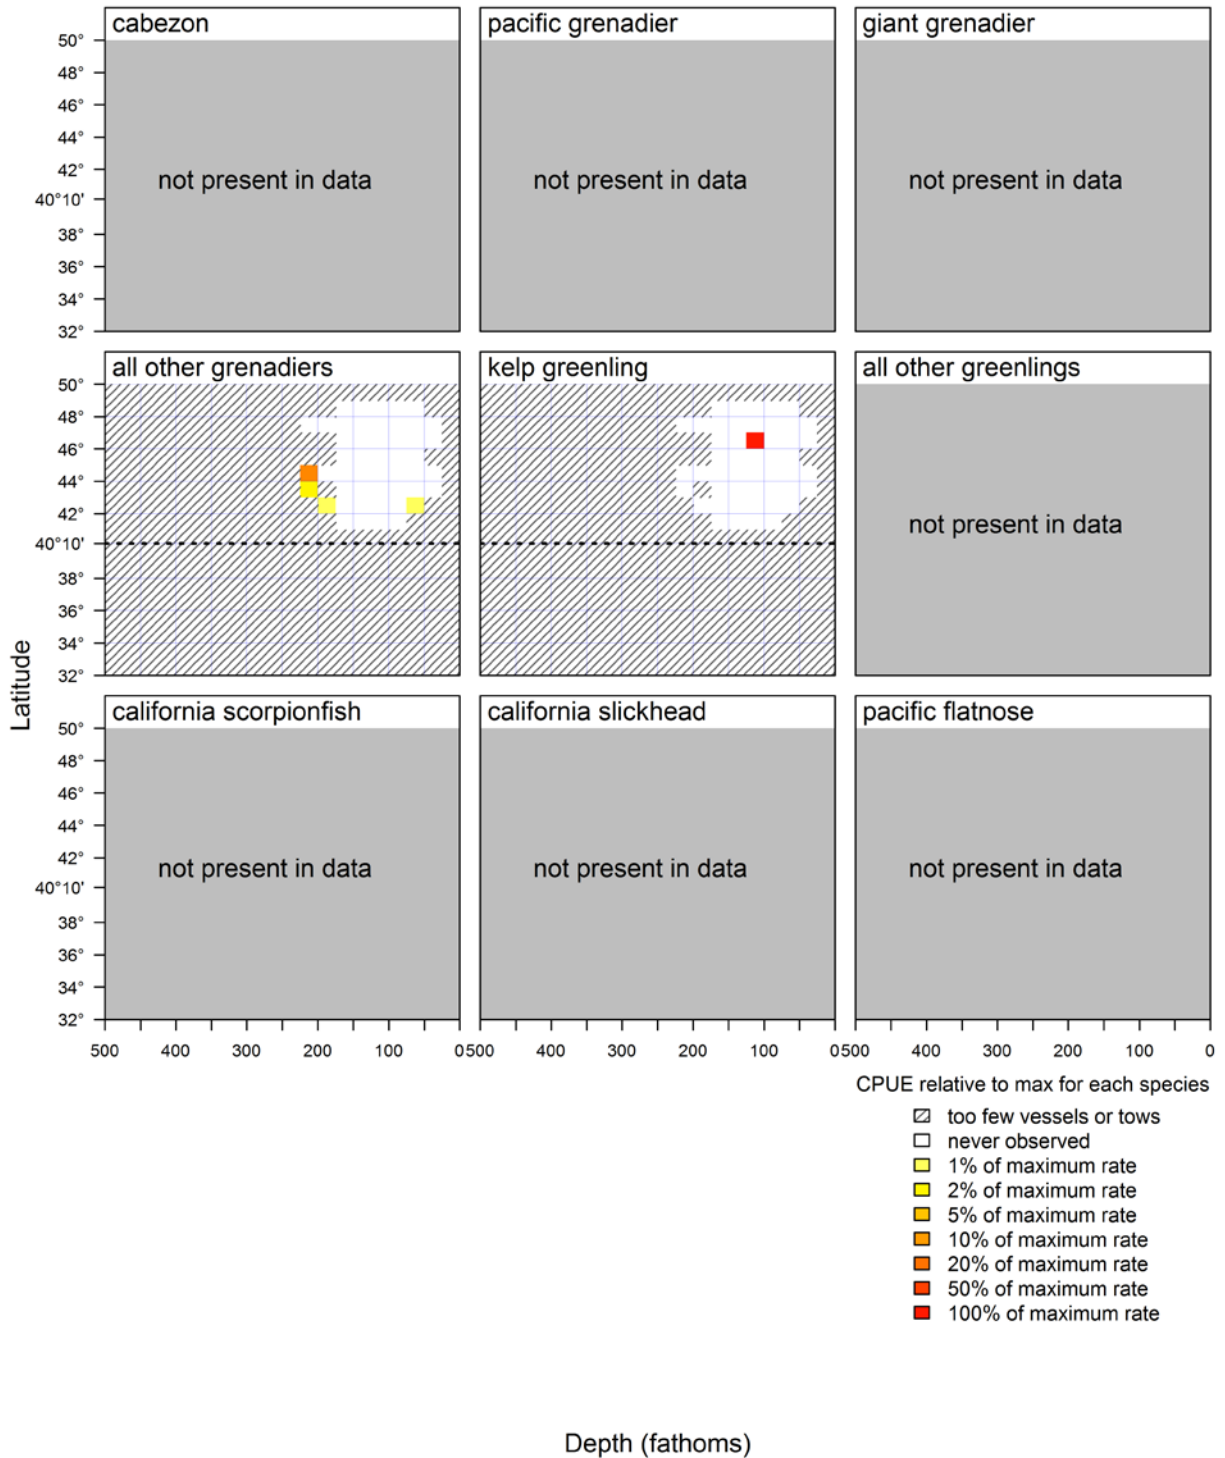 cabezon
pacific grenadier
giant grenadier
50°
48°
46°
44°
42°
40°10'
38°
36°
34°
32°
not present in data
not present in data
not present in data
all other grenadiers
kelp greenling
all other greenlings
50°
48°
46°
44°
42°
40°10'
38°
36°
34°
32°
not present in data
Latitude
california scorpionfish
california slickhead
pacific flatnose
50°
48°
46°
44°
42°
40°10'
38°
36°
34°
32°
not present in data
not present in data
not present in data
500 400 300 200 100 0
500 400 300 200 100 0
500 400 300 200 100 0
CPUE relative to max for each species
too few vessels or tows
never observed
1% of maximum rate
2% of maximum rate
5% of maximum rate
10% of maximum rate
20% of maximum rate
50% of maximum rate
100% of maximum rate
Depth (fathoms)